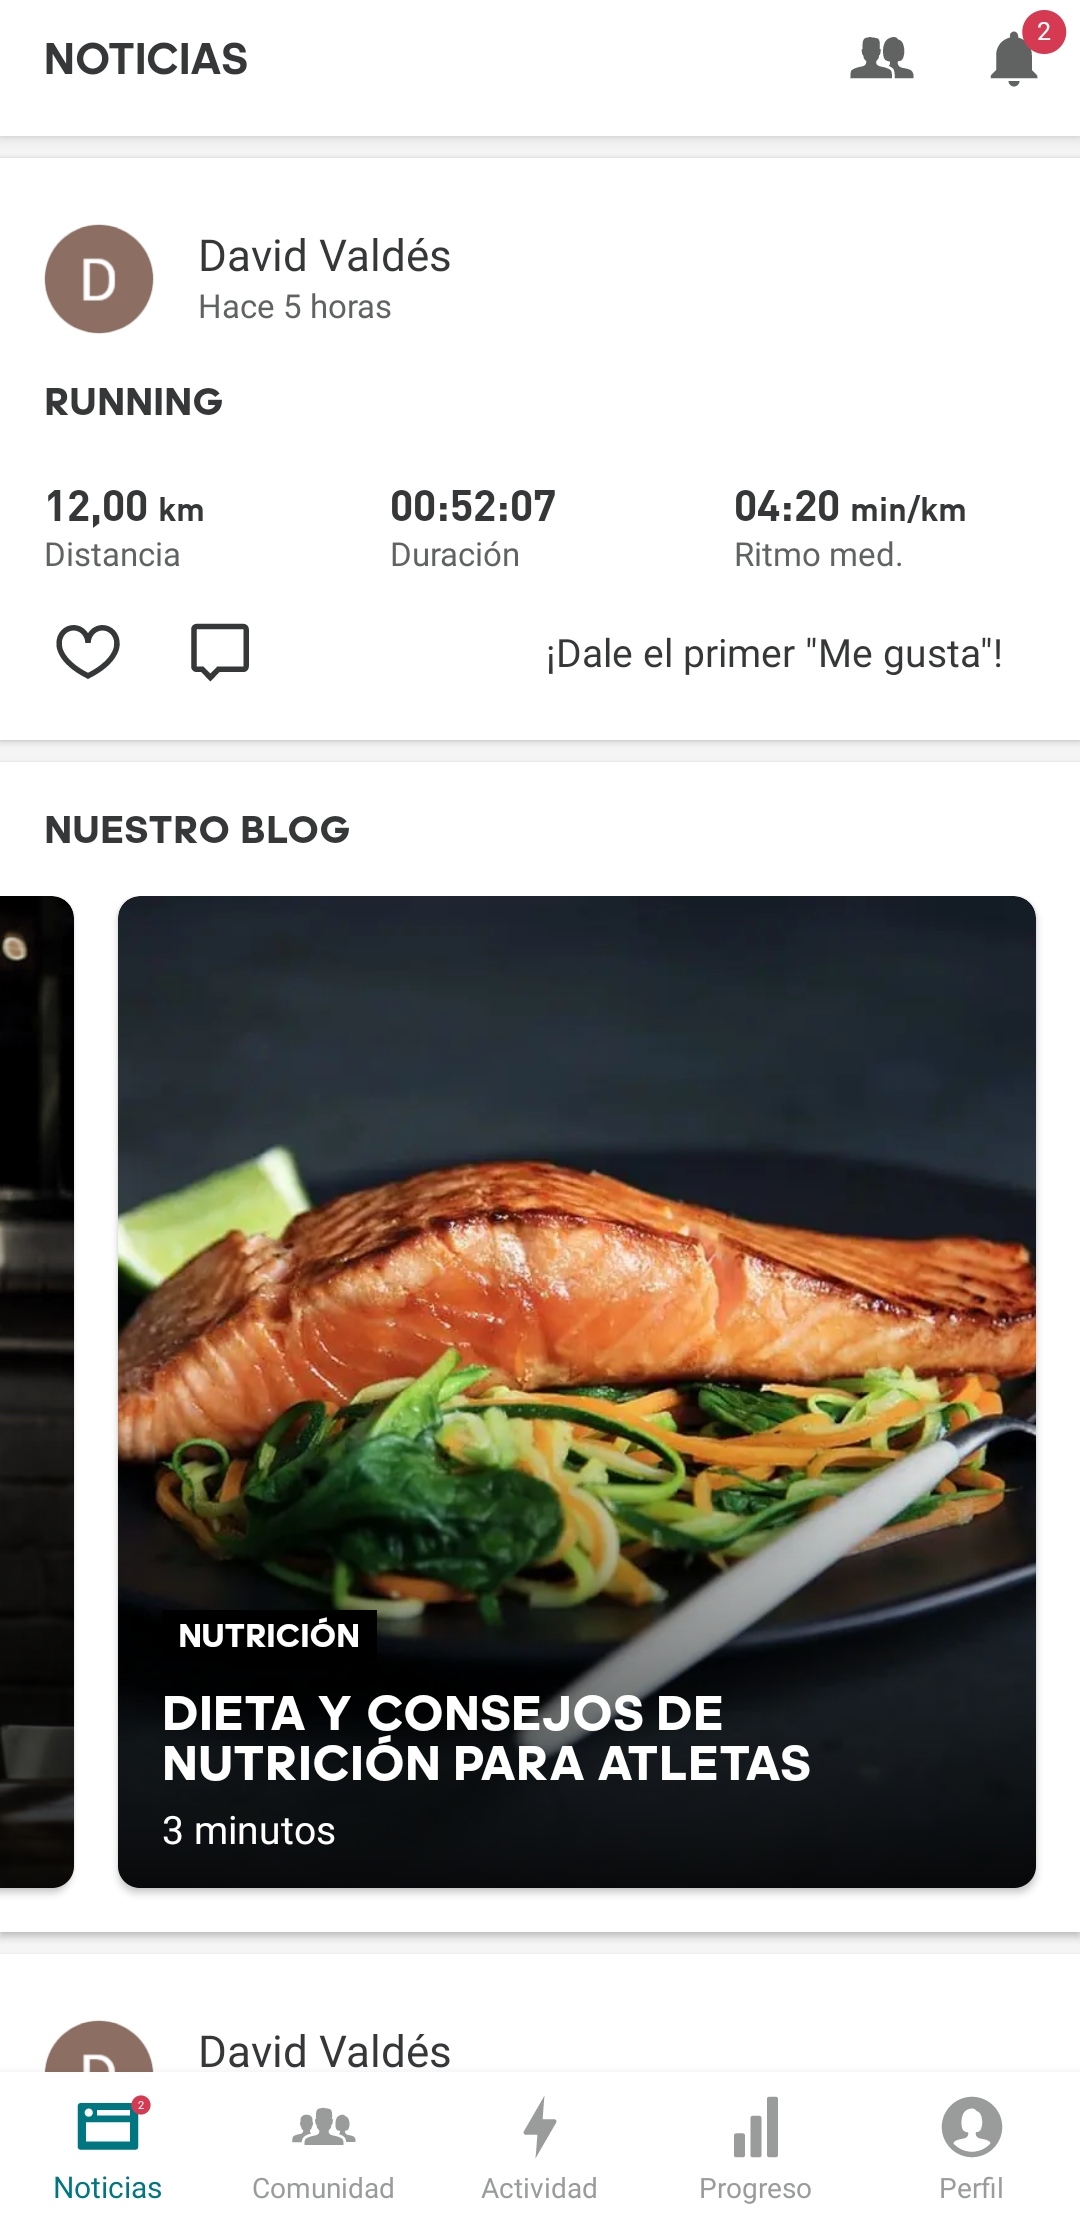 NOTICIAS
2
D
David Valdés
Hace 5 horas
RUNNING
12,00 km
00:52:07
04:20 min/km
Distancia
Duración
Ritmo med.
¡Dale el primer "Me gusta"!
NUESTRO BLOG
NUTRICIÓN
DIETA Y CONSEJOS DE
NUTRICIÓN PARA ATLETAS
3 minutos
D
David Valdés
2
Noticias
Comunidad
Actividad
Progreso
Perfil